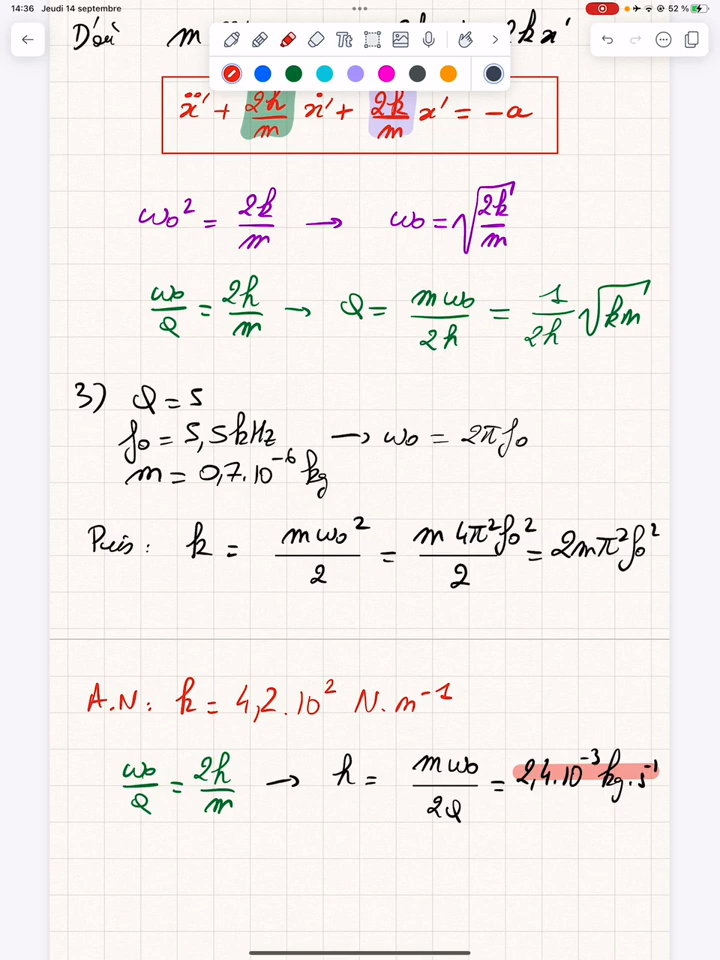 14:36 Jeudi 14 septembre 52 %
D'où m
Tt
ẍ' + 2h/m ẋ' + 2k/m x' = -a
ω₀² = 2k/m → ω₀ = √(2k/m)
ω₀/Q = 2h/m → Q = mω₀/2h = 1/2h √km
3) Q = 5
f₀ = 5,5kHz → ω₀ = 2πf₀
m = 0,7.10⁻⁶ kg
Puis : k = mω₀²/2 = m4π²f₀²/2 = 2mπ²f₀²
A.N: k = 4,2.10² N.m⁻¹
ω₀/Q = 2h/m → h = mω₀/2Q = 2,4.10⁻³ kg.s⁻¹